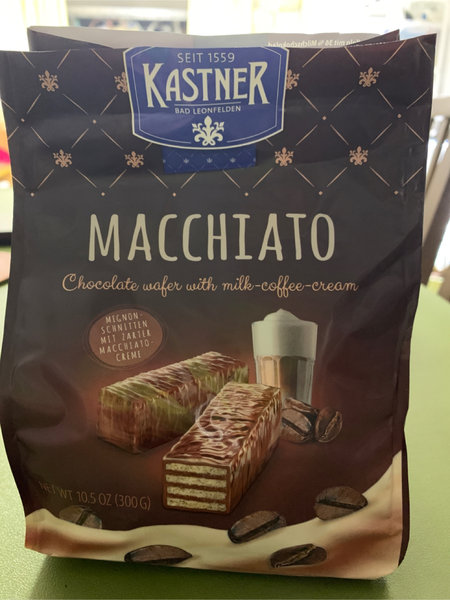 SEIT 1559
KASTNER
BAD LEONFELDEN
MACCHIATO
Chocolate wafer with milk-coffee-cream
MIGNON-
SCHNITTEN
MIT ZARTER
MACCHIATO-
CREME
NET WT 10.5 OZ (300 G)